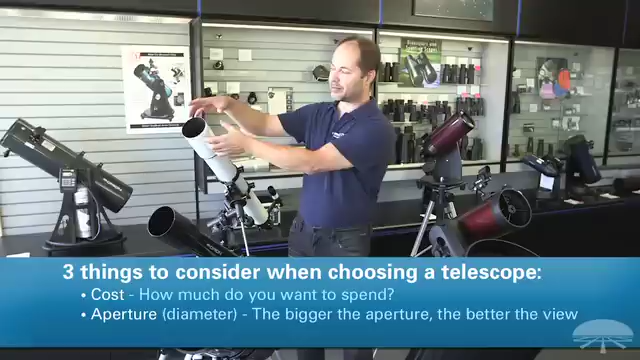 3 things to consider when choosing a telescope:
• Cost - How much do you want to spend?
• Aperture (diameter) - The bigger the aperture, the better the view